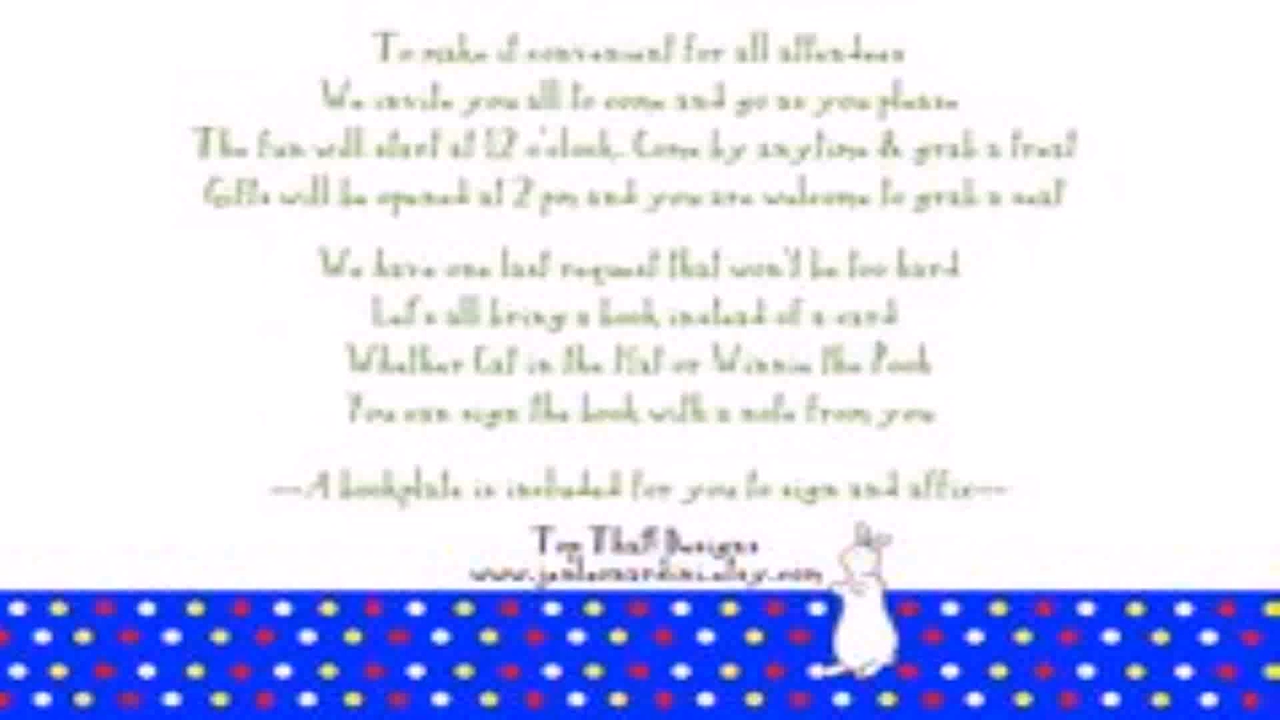 To make it convenient for all attendees
We invite you all to come and go as you please
The fun will start at 12 o'clock. Come by anytime & grab a treat
Gifts will be opened at 2 pm and you are welcome to grab a seat
We have one last request that won't be too hard
Let's all bring a book instead of a card
Whether Cat in the Hat or Winnie the Pooh
You can sign the book with a note from you
---A bookplate is included for you to sign and affix---
Top That! Designs